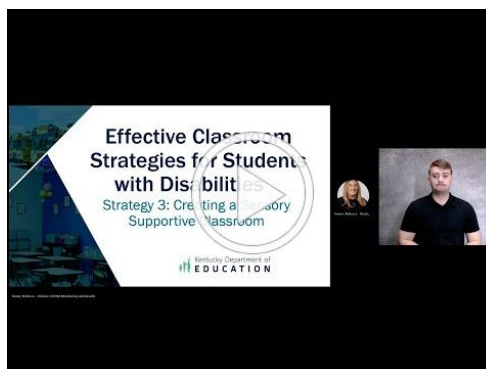 Effective Classroom
Strategies for Students
with Disabilities
Strategy 3: Creating a Sensory
Supportive Classroom
Kentucky Department of
EDUCATION